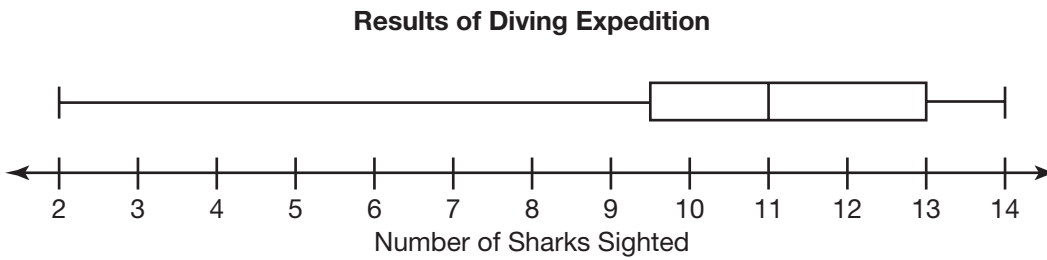 Results of Diving Expedition
2 3 4 5 6 7 8 9 10 11 12 13 14
Number of Sharks Sighted